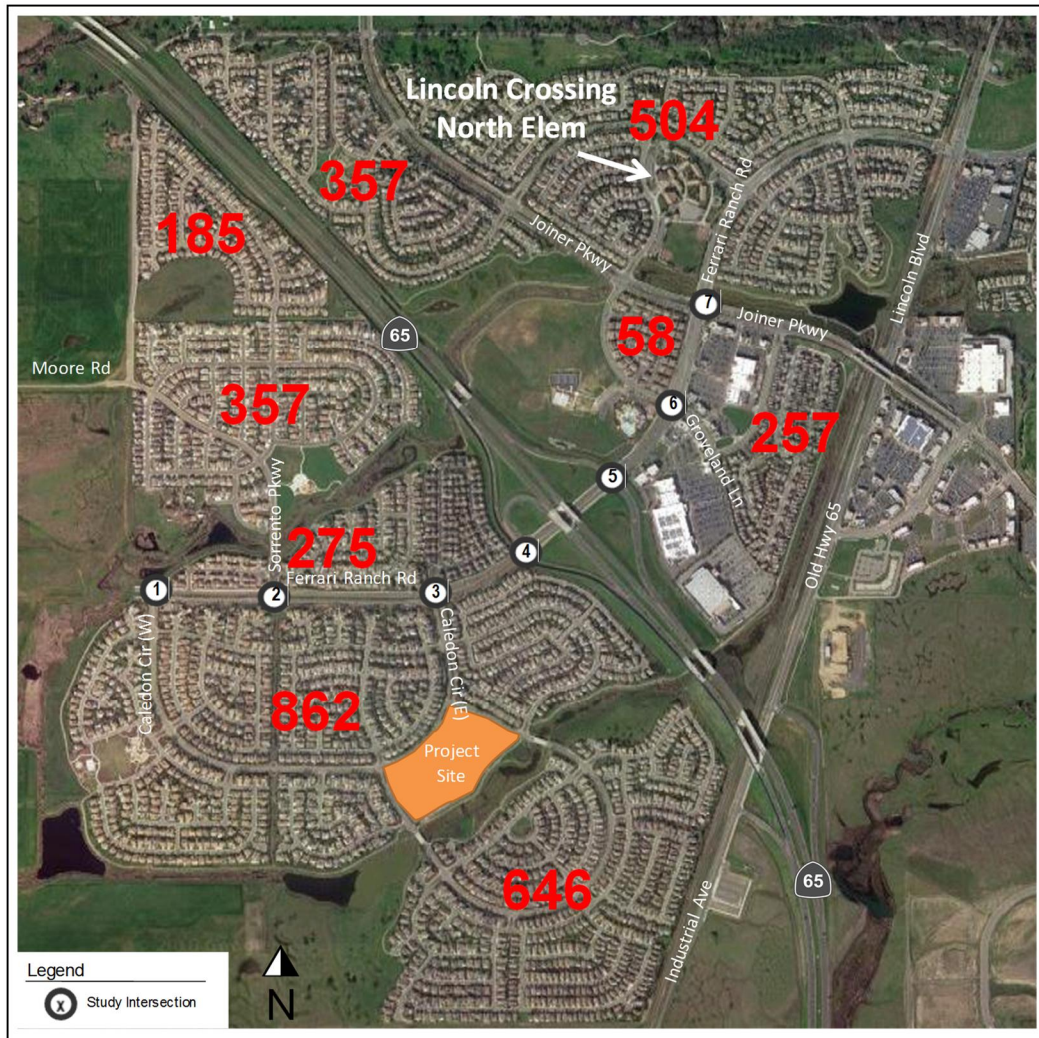 Lincoln Crossing
North Elem
504
357
185
Joiner Pkwy
Ferrari Ranch Rd
Lincoln Blvd
7
Joiner Pkwy
65
58
Moore Rd
357
6
Groveland Ln
257
5
Sorrento Pkwy
275
4
Old Hwy 65
Ferrari Ranch Rd
1
2
3
Caledon Cir (W)
Caledon Cir (E)
862
Project
Site
646
65
Industrial Ave
Legend
X
Study Intersection
N